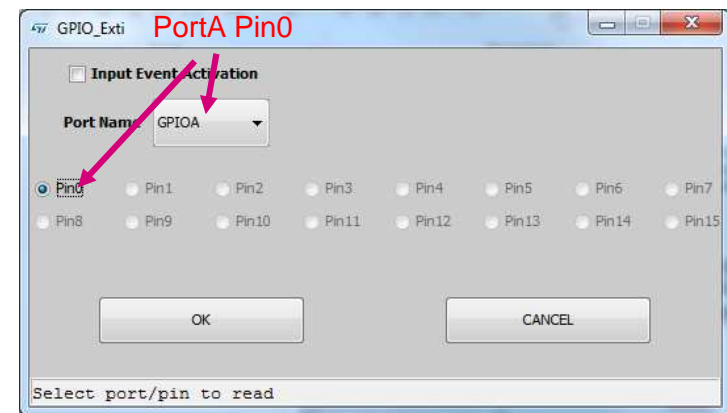 GPIO_Exti PortA Pin0
Input Event Activation
Port Name GPIOA
Pin0 Pin1 Pin2 Pin3 Pin4 Pin5 Pin6 Pin7
Pin8 Pin9 Pin10 Pin11 Pin12 Pin13 Pin14 Pin15
OK CANCEL
Select port/pin to read